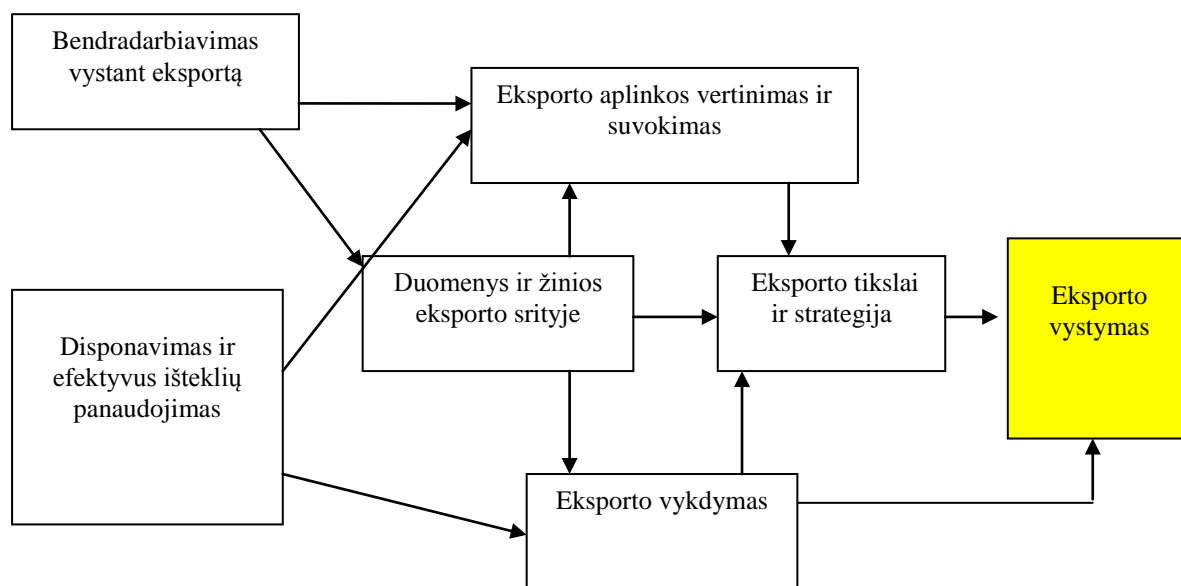 Bendradarbiavimas
vystant eksportą
Eksporto aplinkos vertinimas ir
suvokimas
Duomenys ir žinios
eksporto srityje
Eksporto tikslai
ir strategija
Eksporto
vystymas
Disponavimas ir
efektyvus išteklių
panaudojimas
Eksporto vykdymas